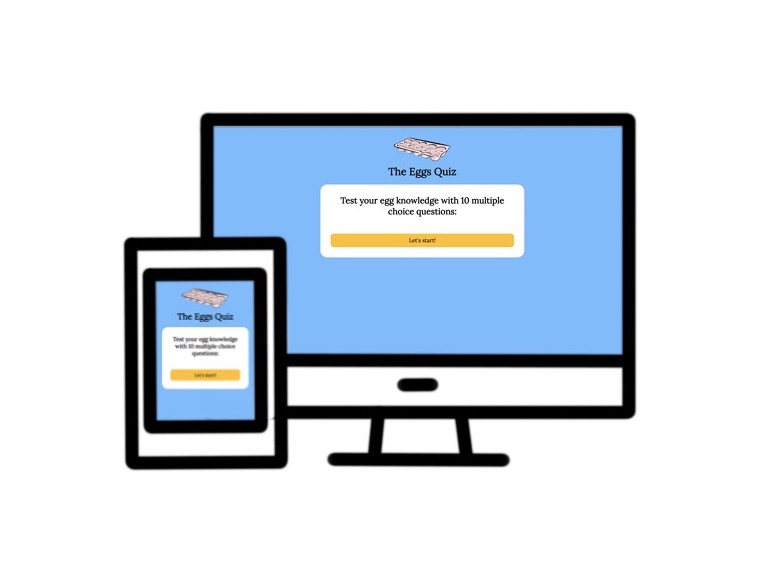 The Eggs Quiz
Test your egg knowledge with 10 multiple
choice questions:
Let's start!
The Eggs Quiz
Test your egg knowledge
with 10 multiple choice
questions:
Let's start!